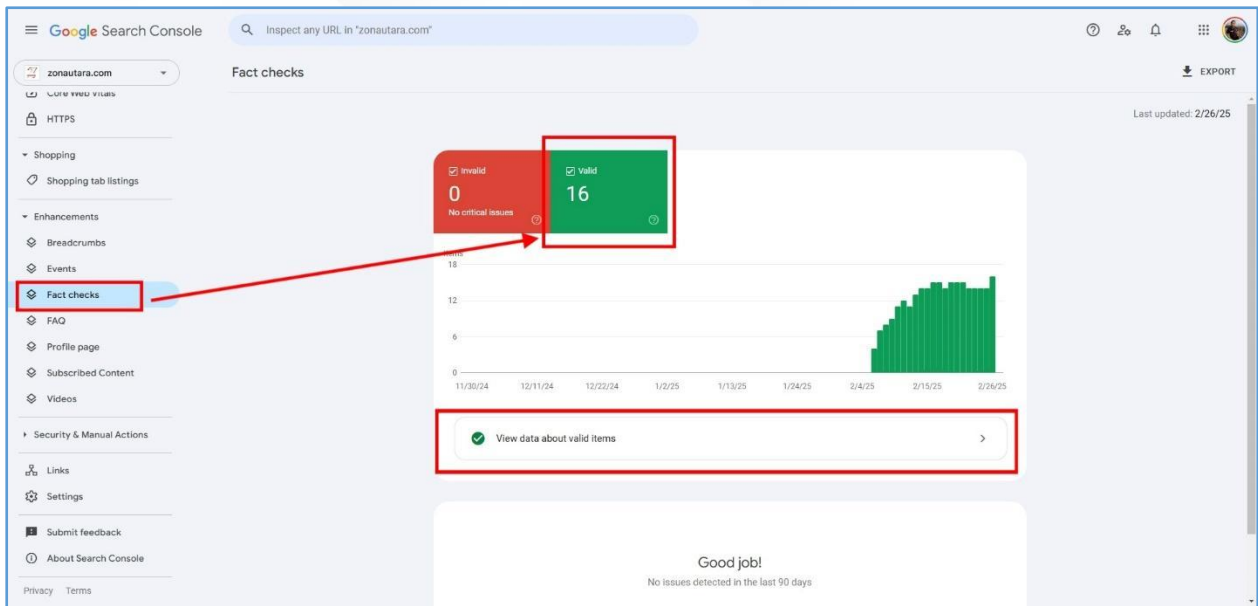 Google Search Console
Inspect any URL in "zonautara.com"
zonautara.com
Fact checks
EXPORT
Last updated: 2/26/25
Core Web Vitals
HTTPS
Shopping
Shopping tab listings
Enhancements
Breadcrumbs
Events
Fact checks
FAQ
Profile page
Subscribed Content
Videos
Security & Manual Actions
Links
Settings
Submit feedback
About Search Console
Privacy Terms
Invalid
0
No critical issues
Valid
16
Items
18
12
6
0
11/30/24 12/11/24 12/22/24 1/2/25 1/13/25 1/24/25 2/4/25 2/15/25 2/26/25
View data about valid items
Good job!
No issues detected in the last 90 days